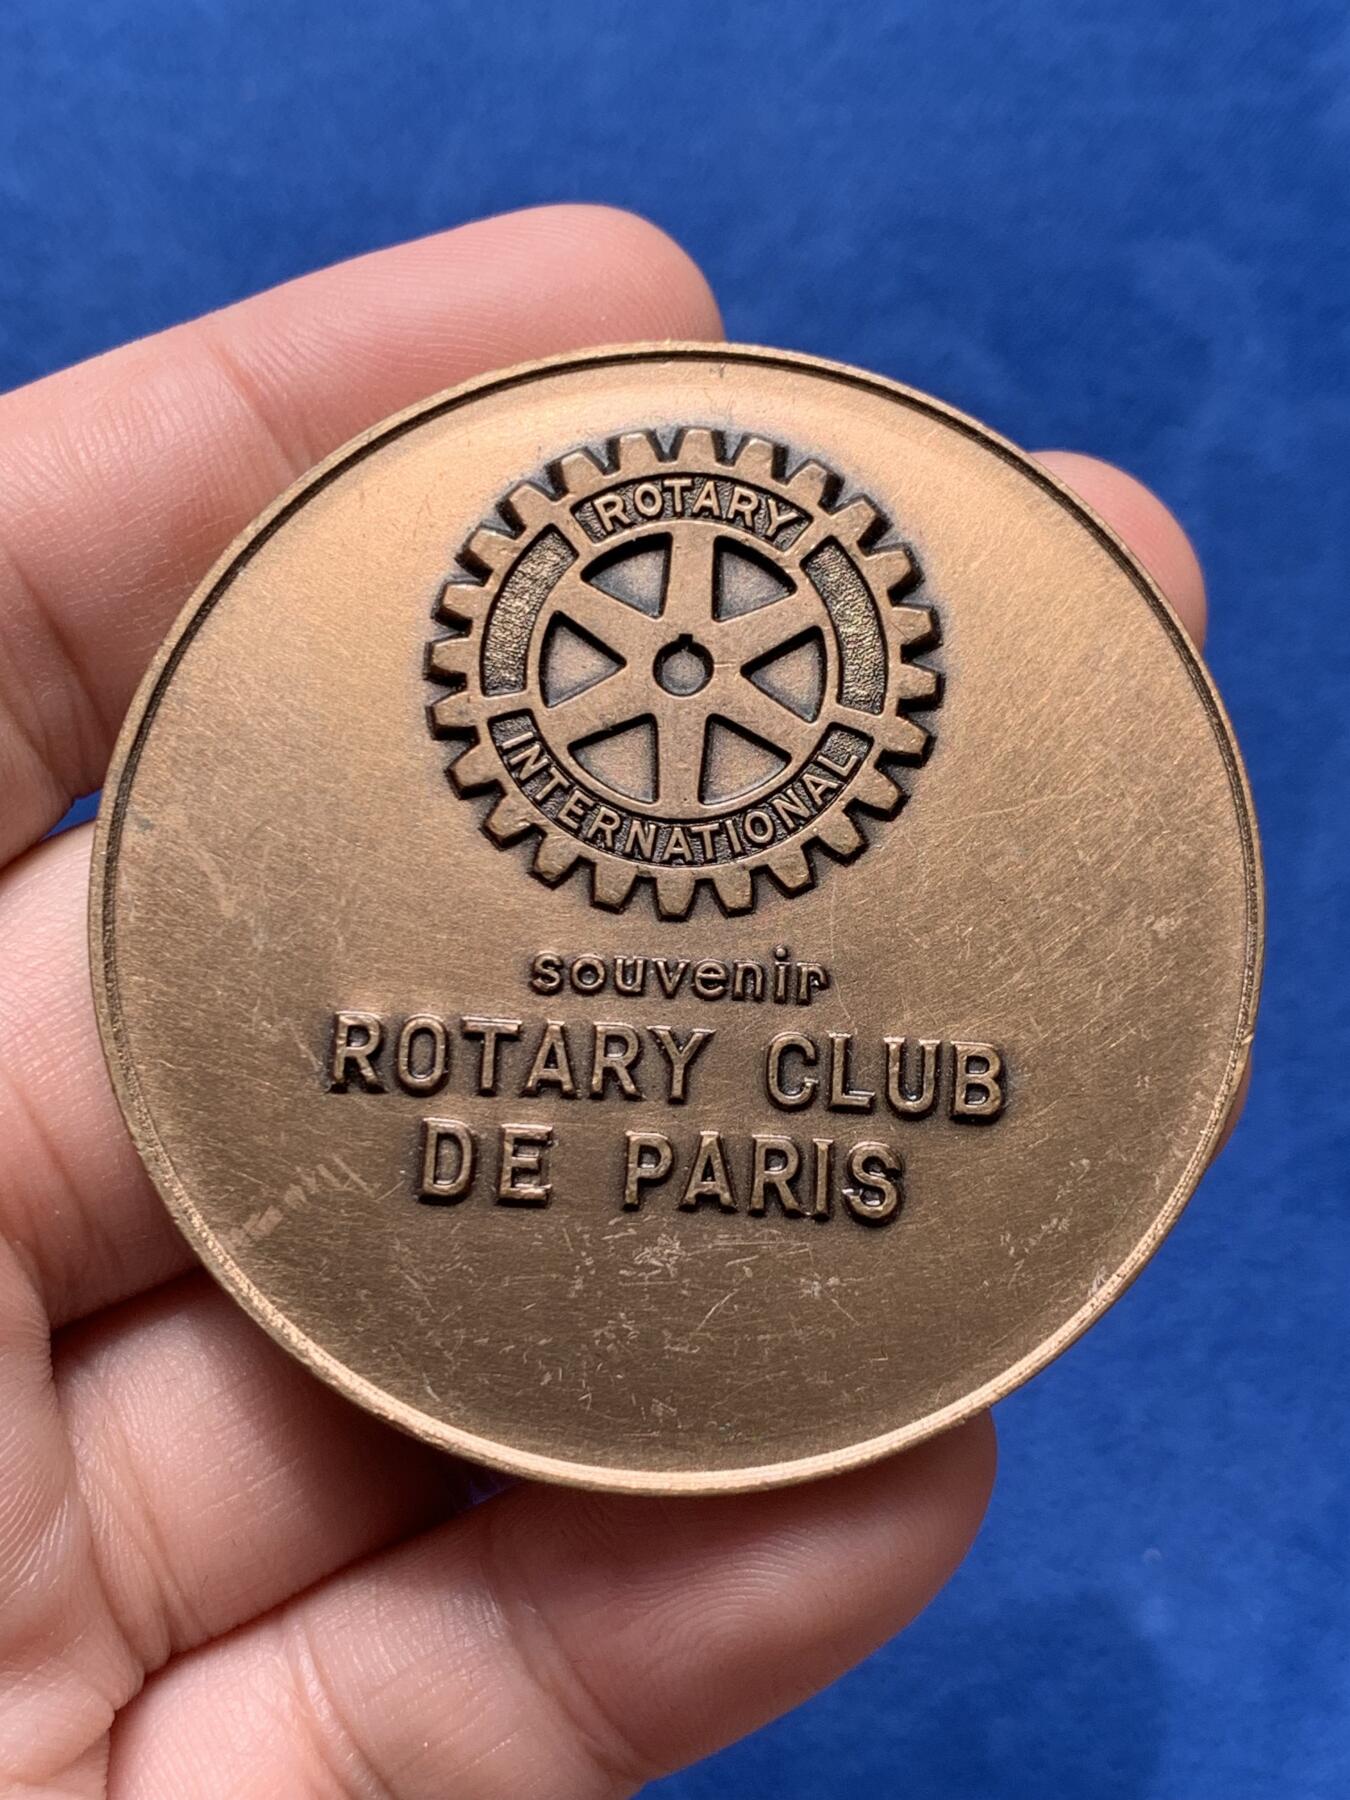 ROTARY
INTERNATIONAL
souvenir
ROTARY CLUB
DE PARIS